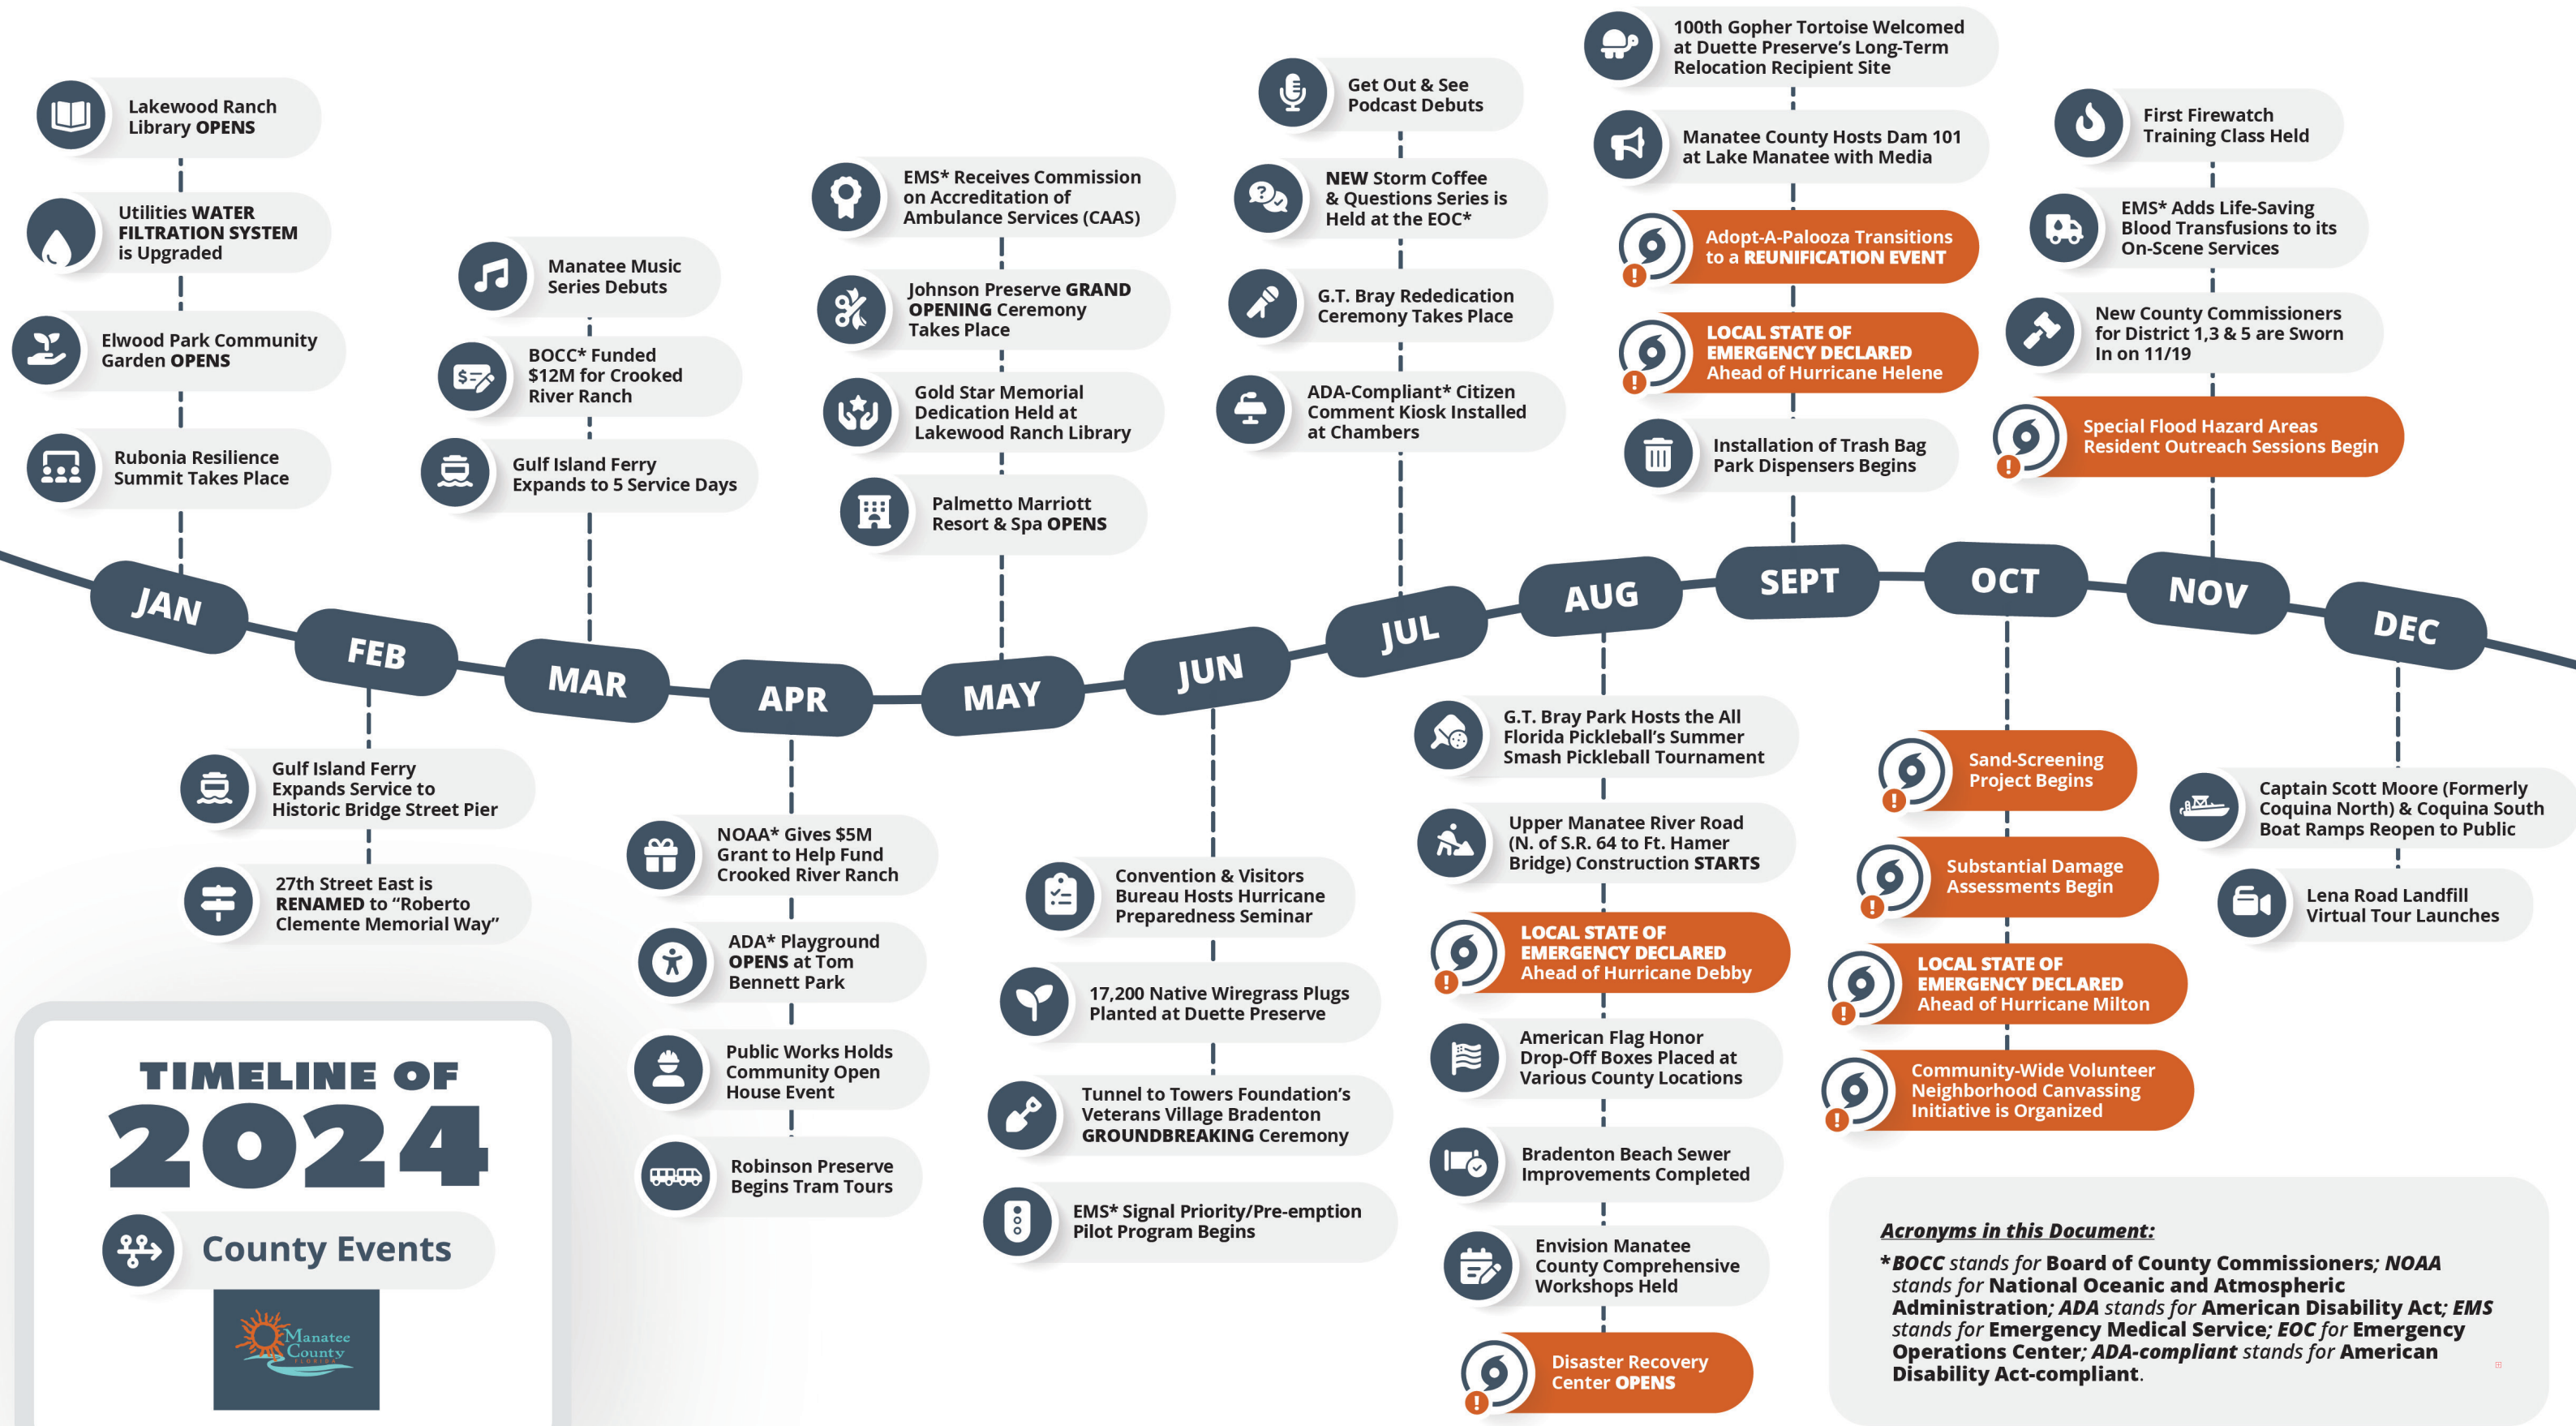 Lakewood Ranch
Library OPENS
Utilities WATER
FILTRATION SYSTEM
is Upgraded
Elwood Park Community
Garden OPENS
Rubonia Resilience
Summit Takes Place
JAN
FEB
Gulf Island Ferry
Expands Service to
Historic Bridge Street Pier
27th Street East is
RENAMED to “Roberto
Clemente Memorial Way”
Manatee Music
Series Debuts
BOCC* Funded
$12M for Crooked
River Ranch
Gulf Island Ferry
Expands to 5 Service Days
MAR
APR
NOAA* Gives $5M
Grant to Help Fund
Crooked River Ranch
ADA* Playground
OPENS at Tom
Bennett Park
Public Works Holds
Community Open
House Event
Robinson Preserve
Begins Tram Tours
EMS* Receives Commission
on Accreditation of
Ambulance Services (CAAS)
Johnson Preserve GRAND
OPENING Ceremony
Takes Place
Gold Star Memorial
Dedication Held at
Lakewood Ranch Library
Palmetto Marriott
Resort & Spa OPENS
MAY
JUN
Convention & Visitors
Bureau Hosts Hurricane
Preparedness Seminar
17,200 Native Wiregrass Plugs
Planted at Duette Preserve
Tunnel to Towers Foundation’s
Veterans Village Bradenton
GROUNDBREAKING Ceremony
EMS* Signal Priority/Pre-emption
Pilot Program Begins
Get Out & See
Podcast Debuts
NEW Storm Coffee
& Questions Series is
Held at the EOC*
G.T. Bray Rededication
Ceremony Takes Place
ADA-Compliant* Citizen
Comment Kiosk Installed
at Chambers
JUL
AUG
G.T. Bray Park Hosts the All
Florida Pickleball’s Summer
Smash Pickleball Tournament
Upper Manatee River Road
(N. of S.R. 64 to Ft. Hamer
Bridge) Construction STARTS
LOCAL STATE OF
EMERGENCY DECLARED
Ahead of Hurricane Debby
American Flag Honor
Drop-Off Boxes Placed at
Various County Locations
Bradenton Beach Sewer
Improvements Completed
Envision Manatee
County Comprehensive
Workshops Held
Disaster Recovery
Center OPENS
100th Gopher Tortoise Welcomed
at Duette Preserve’s Long-Term
Relocation Recipient Site
Manatee County Hosts Dam 101
at Lake Manatee with Media
Adopt-A-Palooza Transitions
to a REUNIFICATION EVENT
LOCAL STATE OF
EMERGENCY DECLARED
Ahead of Hurricane Helene
Installation of Trash Bag
Park Dispensers Begins
SEPT
OCT
Sand-Screening
Project Begins
Substantial Damage
Assessments Begin
LOCAL STATE OF
EMERGENCY DECLARED
Ahead of Hurricane Milton
Community-Wide Volunteer
Neighborhood Canvassing
Initiative is Organized
First Firewatch
Training Class Held
EMS* Adds Life-Saving
Blood Transfusions to its
On-Scene Services
New County Commissioners
for District 1,3 & 5 are Sworn
In on 11/19
Special Flood Hazard Areas
Resident Outreach Sessions Begin
NOV
DEC
Captain Scott Moore (Formerly
Coquina North) & Coquina South
Boat Ramps Reopen to Public
Lena Road Landfill
Virtual Tour Launches
TIMELINE OF
2024
County Events
Manatee
County
FLORIDA
Acronyms in this Document:
*BOCC stands for Board of County Commissioners; NOAA
stands for National Oceanic and Atmospheric
Administration; ADA stands for American Disability Act; EMS
stands for Emergency Medical Service; EOC for Emergency
Operations Center; ADA-compliant stands for American
Disability Act-compliant.